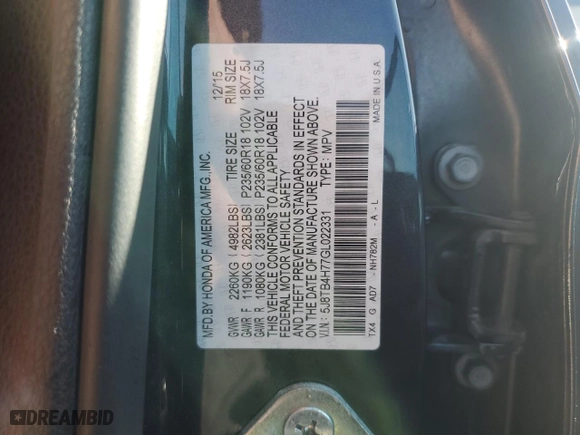 MFD. BY HONDA OF AMERICA MFG., INC. 12/15
TIRE SIZE RIM SIZE
GVWR 2260KG ( 4982LBS)
GAWR F 1190KG ( 2623LBS) P235/60R18 102V 18X7.5J
GAWR R 1080KG ( 2381LBS) P235/60R18 102V 18X7.5J
THIS VEHICLE CONFORMS TO ALL APPLICABLE
FEDERAL MOTOR VEHICLE SAFETY
AND THEFT PREVENTION STANDARDS IN EFFECT
ON THE DATE OF MANUFACTURE SHOWN ABOVE.
V.I.N.: 5J8TB4H77GL022331 TYPE: MPV
TX4 G AD7 - NH782M - A - L MADE IN U.S.A.
DREAMBID